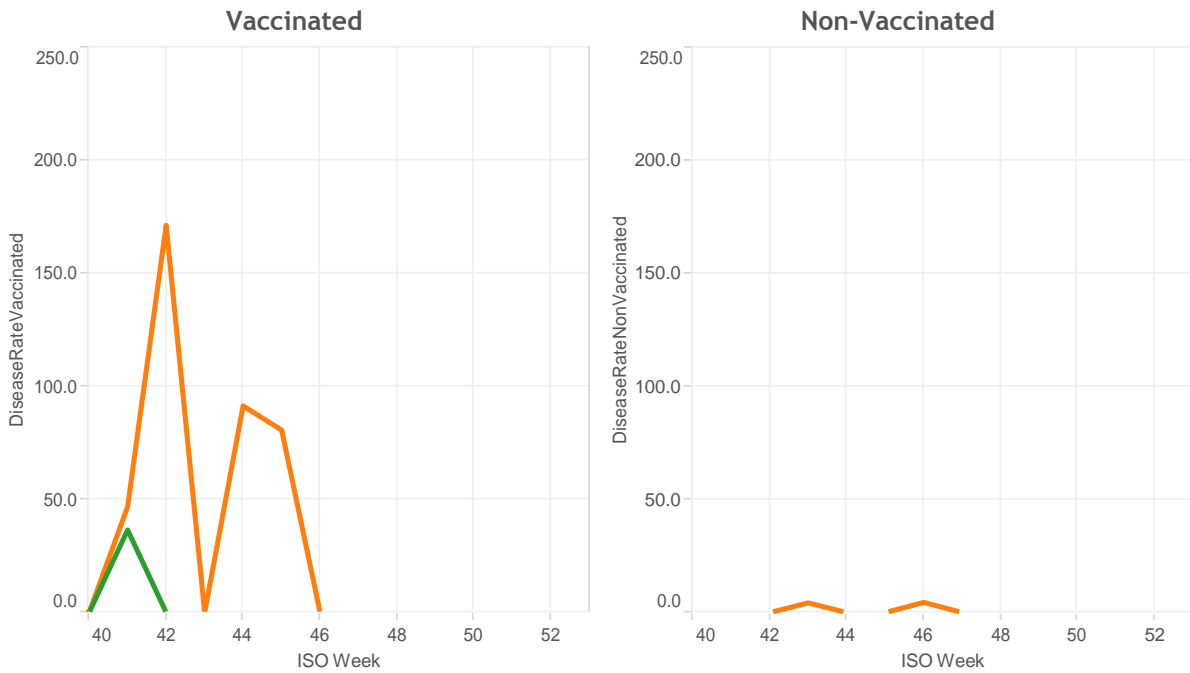 Vaccinated
250.0
200.0
150.0
100.0
50.0
0.0
DiseaseRateVaccinated
40 42 44 46 48 50 52
ISO Week
Non-Vaccinated
250.0
200.0
150.0
100.0
50.0
0.0
DiseaseRateNonVaccinated
40 42 44 46 48 50 52
ISO Week